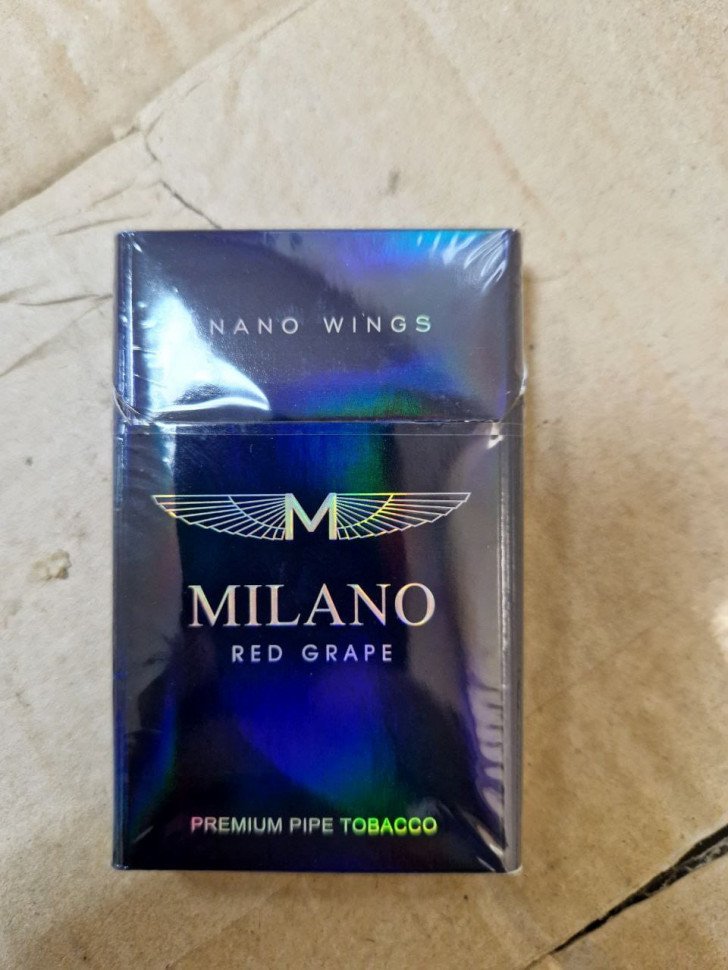 NANO WINGS
M
MILANO
RED GRAPE
PREMIUM PIPE TOBACCO